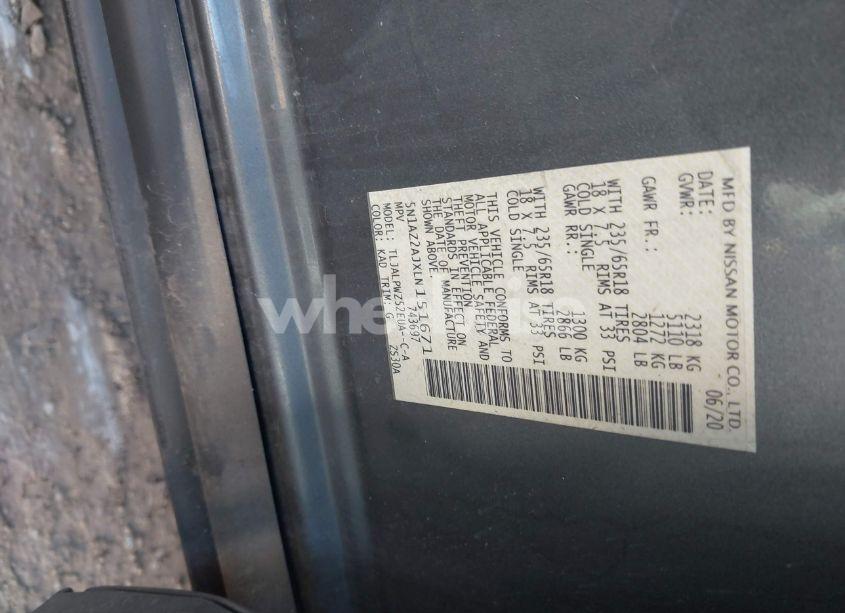 MFD BY NISSAN MOTOR CO., LTD.
DATE: 06/20
GVWR: 2318 KG
5110 LB
GAWR FR.: 1272 KG
2804 LB
WITH 235/65R18 TIRES
18 X 7.5 RIMS AT 33 PSI
COLD SINGLE
GAWR RR.: 1300 KG
2866 LB
WITH 235/65R18 TIRES
18 X 7.5 RIMS AT 33 PSI
COLD SINGLE
THIS VEHICLE CONFORMS TO
ALL APPLICABLE FEDERAL
MOTOR VEHICLE SAFETY AND
THEFT PREVENTION
STANDARDS IN EFFECT ON
THE DATE OF MANUFACTURE
SHOWN ABOVE.
5N1AZ2AJXLN151671
MPV 743697
MODEL: TLJALPWZ52EUA--C-A
COLOR: KAD TRIM: G 2S30A